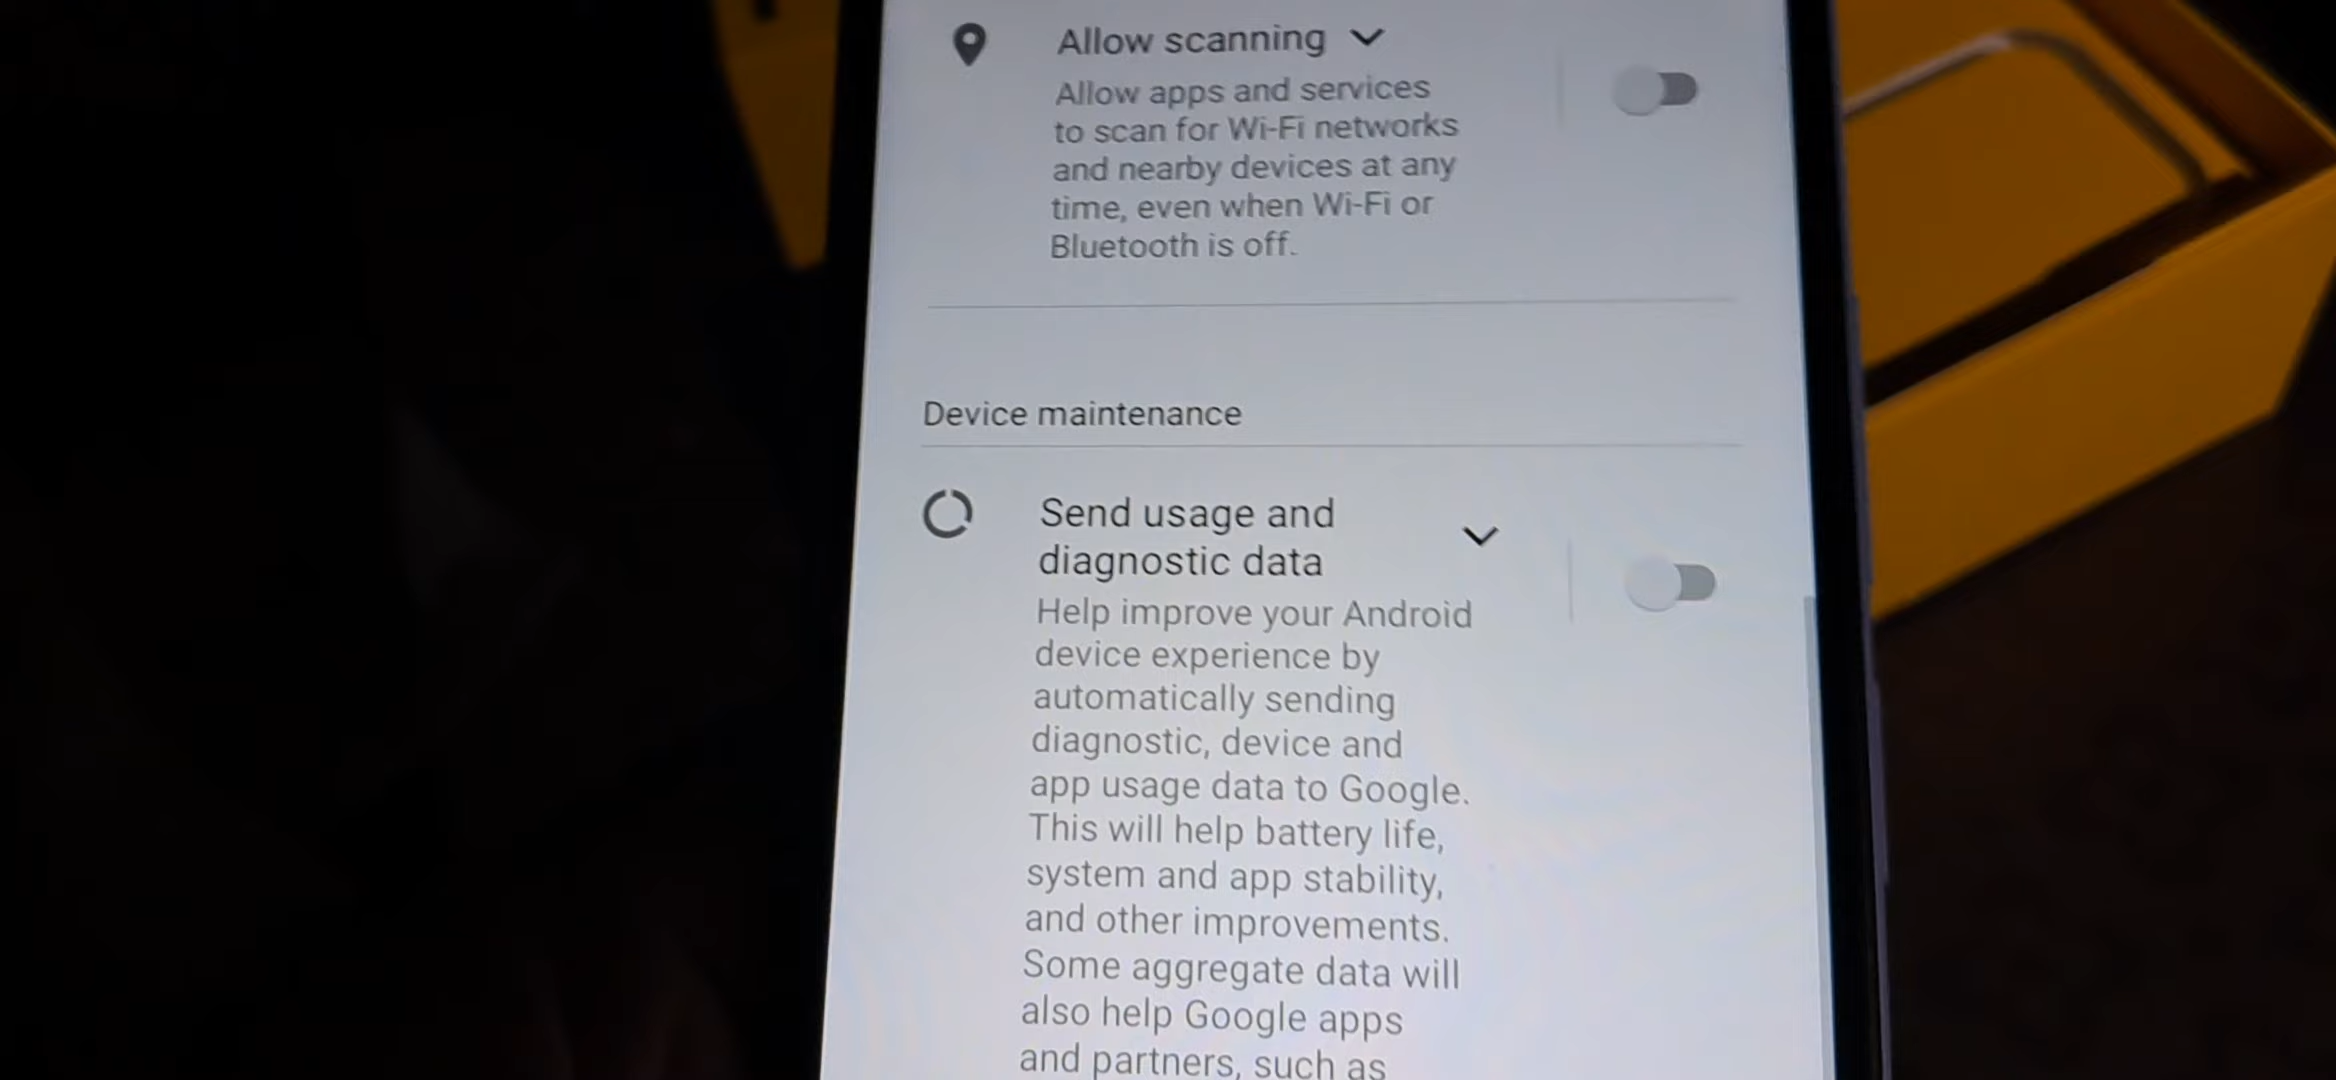 Allow scanning
Allow apps and services
to scan for Wi-Fi networks
and nearby devices at any
time, even when Wi-Fi or
Bluetooth is off.
Device maintenance
Send usage and
diagnostic data
Help improve your Android
device experience by
automatically sending
diagnostic, device and
app usage data to Google.
This will help battery life,
system and app stability,
and other improvements.
Some aggregate data will
also help Google apps
and partners, such as